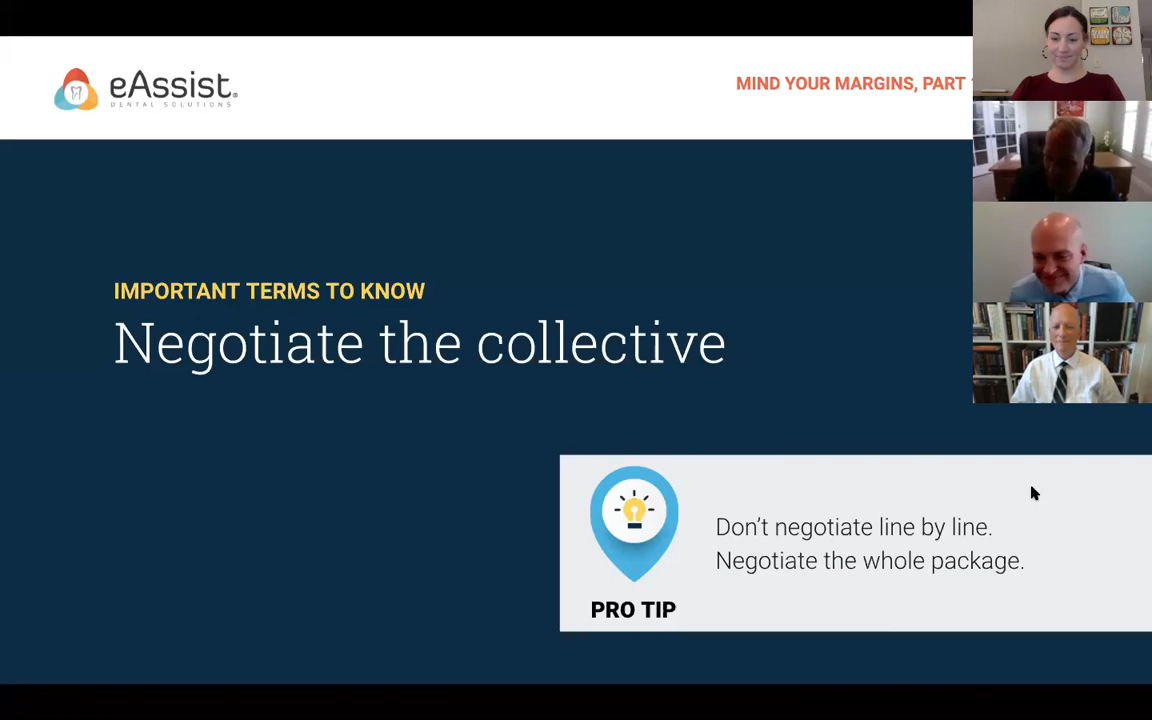 eAssist
DENTAL SOLUTIONS
MIND YOUR MARGINS, PART
IMPORTANT TERMS TO KNOW
Negotiate the collective
Don’t negotiate line by line.
Negotiate the whole package.
PRO TIP